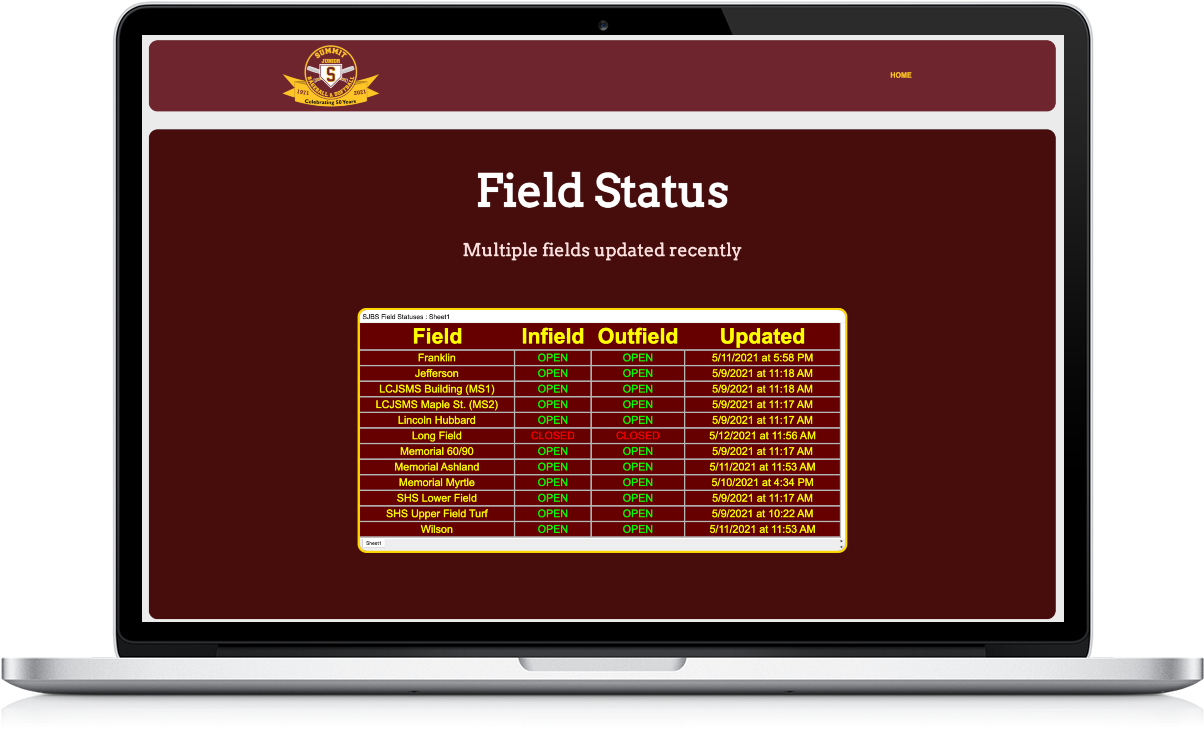 SUMMIT
JUNIOR
S
BASEBALL & SOFTBALL
1971 2021
Celebrating 50 Years
HOME
Field Status
Multiple fields updated recently
SJBS Field Statuses : Sheet1
Field Infield Outfield Updated
Franklin OPEN OPEN 5/11/2021 at 5:58 PM
Jefferson OPEN OPEN 5/9/2021 at 11:18 AM
LCJSMS Building (MS1) OPEN OPEN 5/9/2021 at 11:18 AM
LCJSMS Maple St. (MS2) OPEN OPEN 5/9/2021 at 11:17 AM
Lincoln Hubbard OPEN OPEN 5/9/2021 at 11:17 AM
Long Field CLOSED CLOSED 5/12/2021 at 11:56 AM
Memorial 60/90 OPEN OPEN 5/9/2021 at 11:17 AM
Memorial Ashland OPEN OPEN 5/11/2021 at 11:53 AM
Memorial Myrtle OPEN OPEN 5/10/2021 at 4:34 PM
SHS Lower Field OPEN OPEN 5/9/2021 at 11:17 AM
SHS Upper Field Turf OPEN OPEN 5/9/2021 at 10:22 AM
Wilson OPEN OPEN 5/11/2021 at 11:53 AM
Sheet1